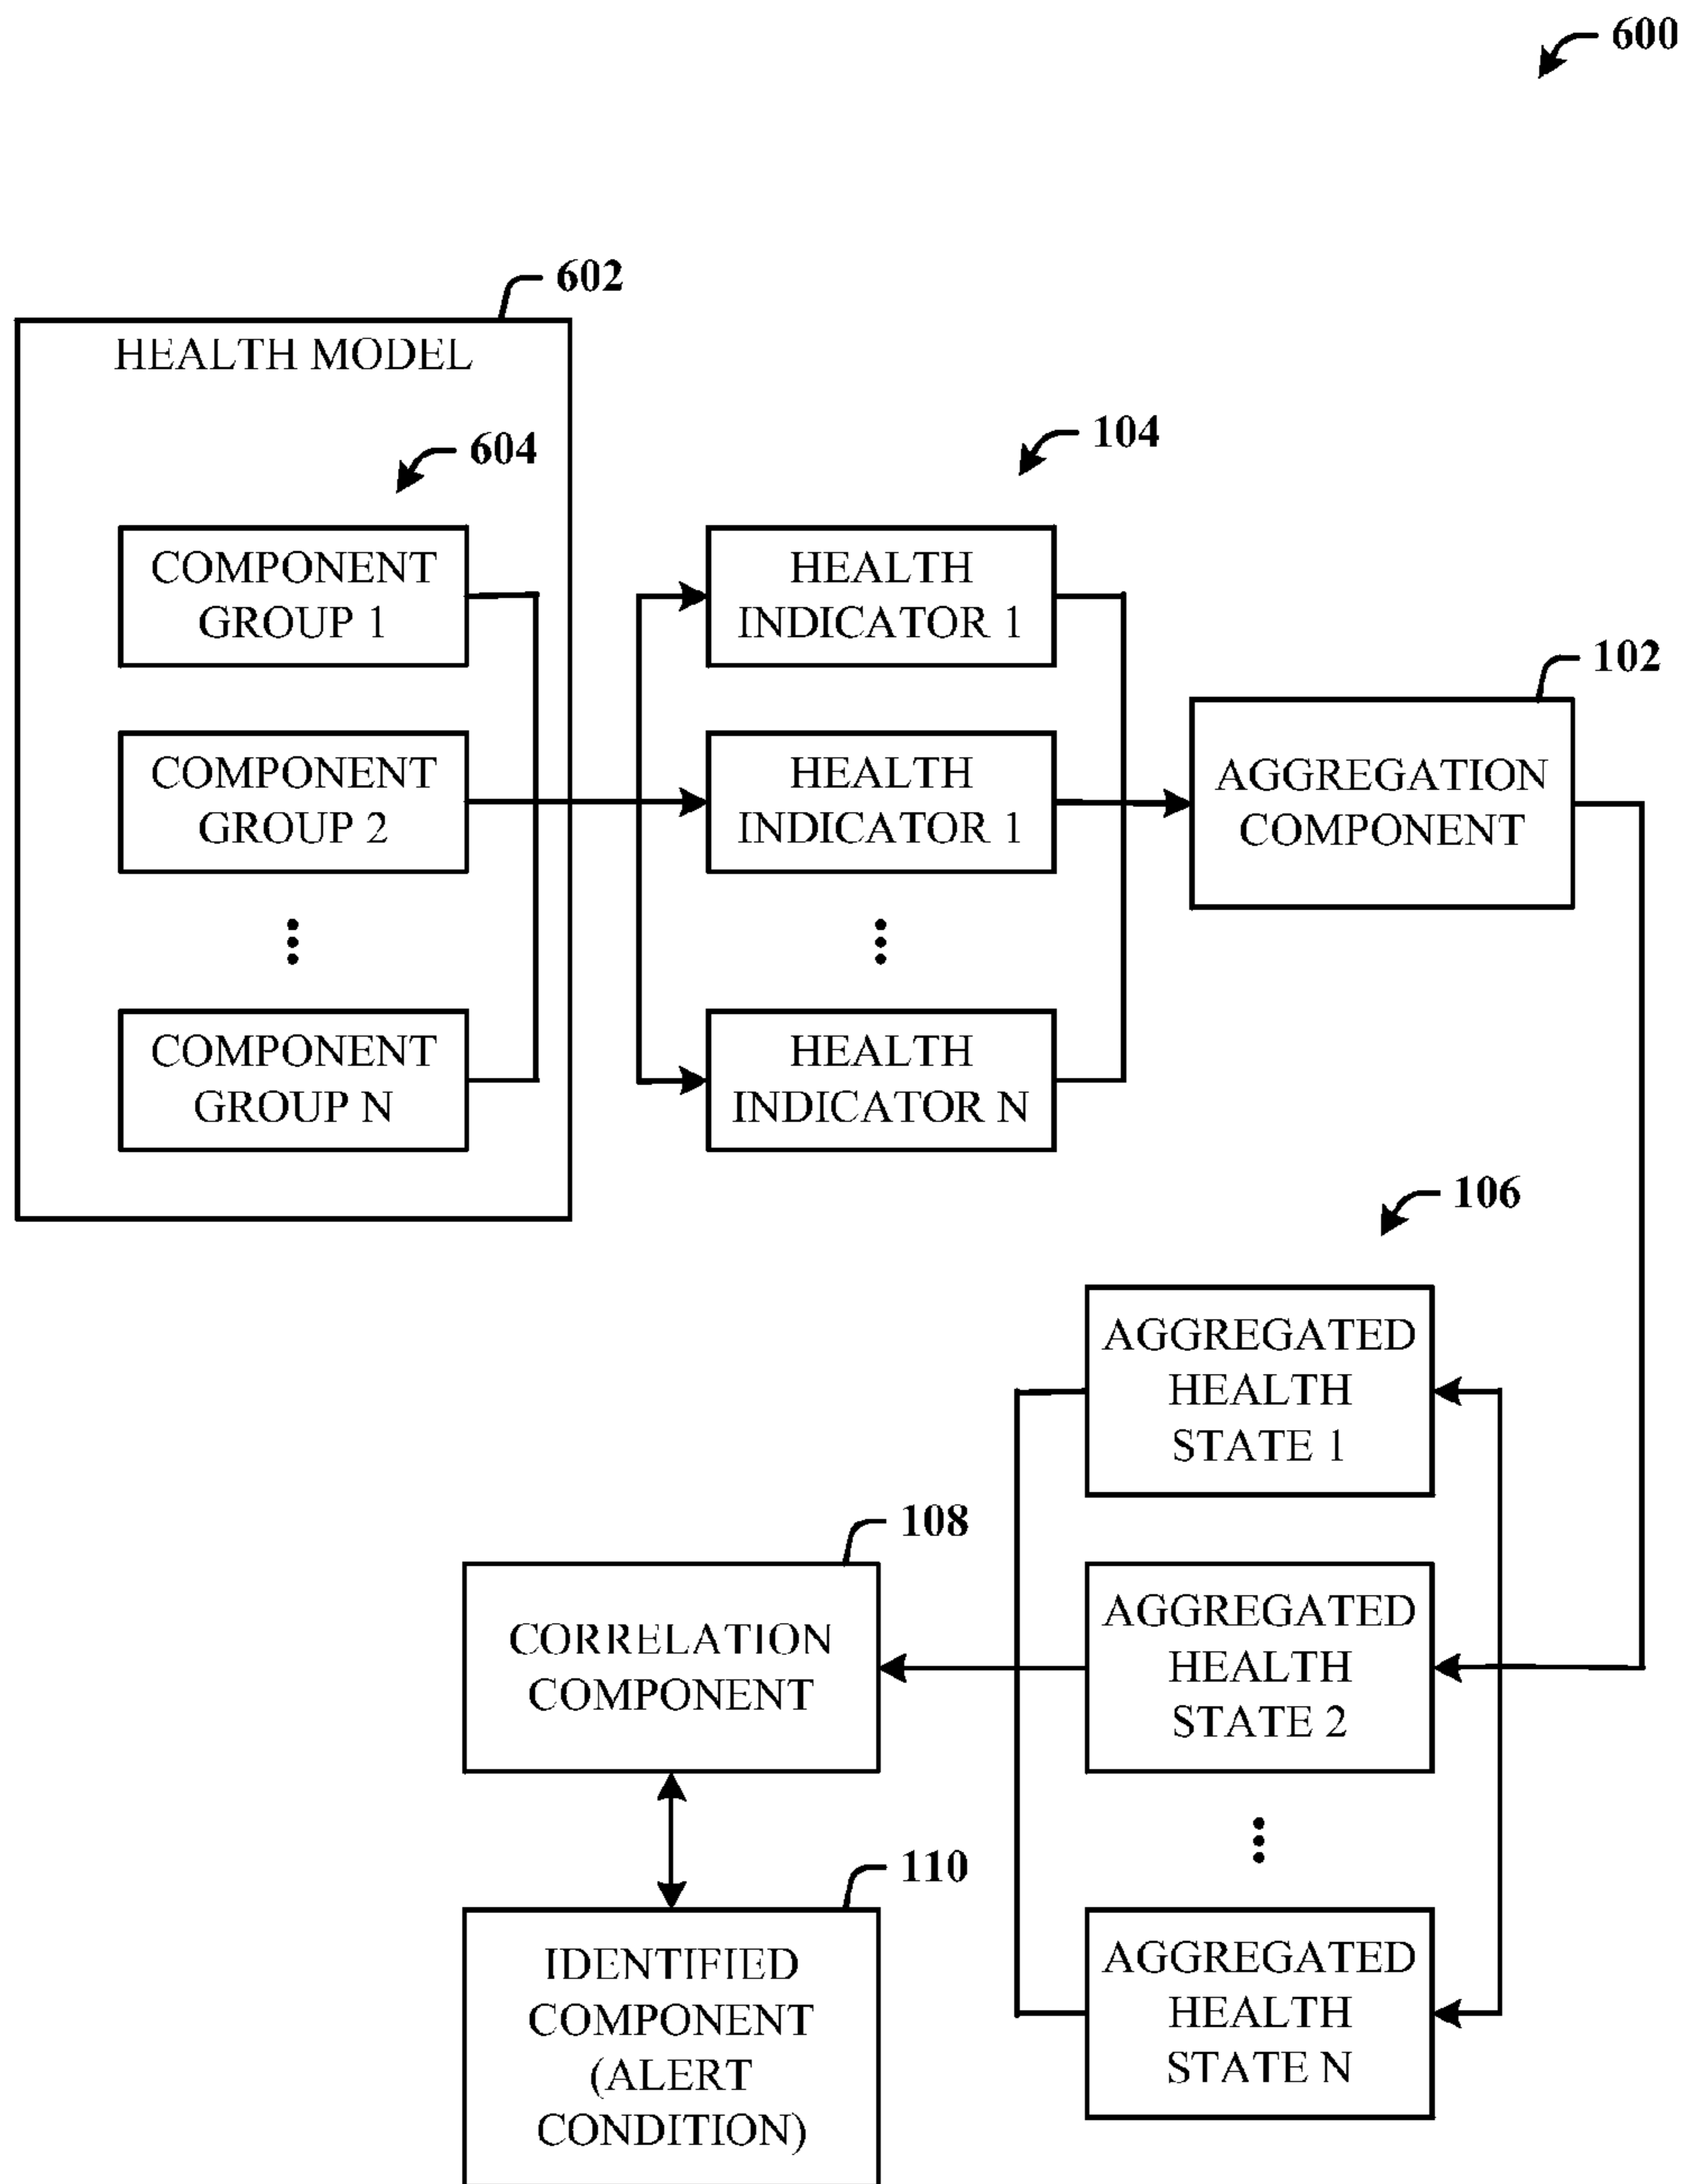 600
602
HEALTH MODEL
604
104
COMPONENT
GROUP 1
HEALTH
INDICATOR 1
102
COMPONENT
GROUP 2
HEALTH
INDICATOR 1
AGGREGATION
COMPONENT
COMPONENT
GROUP N
HEALTH
INDICATOR N
106
AGGREGATED
HEALTH
STATE 1
108
CORRELATION
COMPONENT
AGGREGATED
HEALTH
STATE 2
110
IDENTIFIED
COMPONENT
(ALERT
CONDITION)
AGGREGATED
HEALTH
STATE N